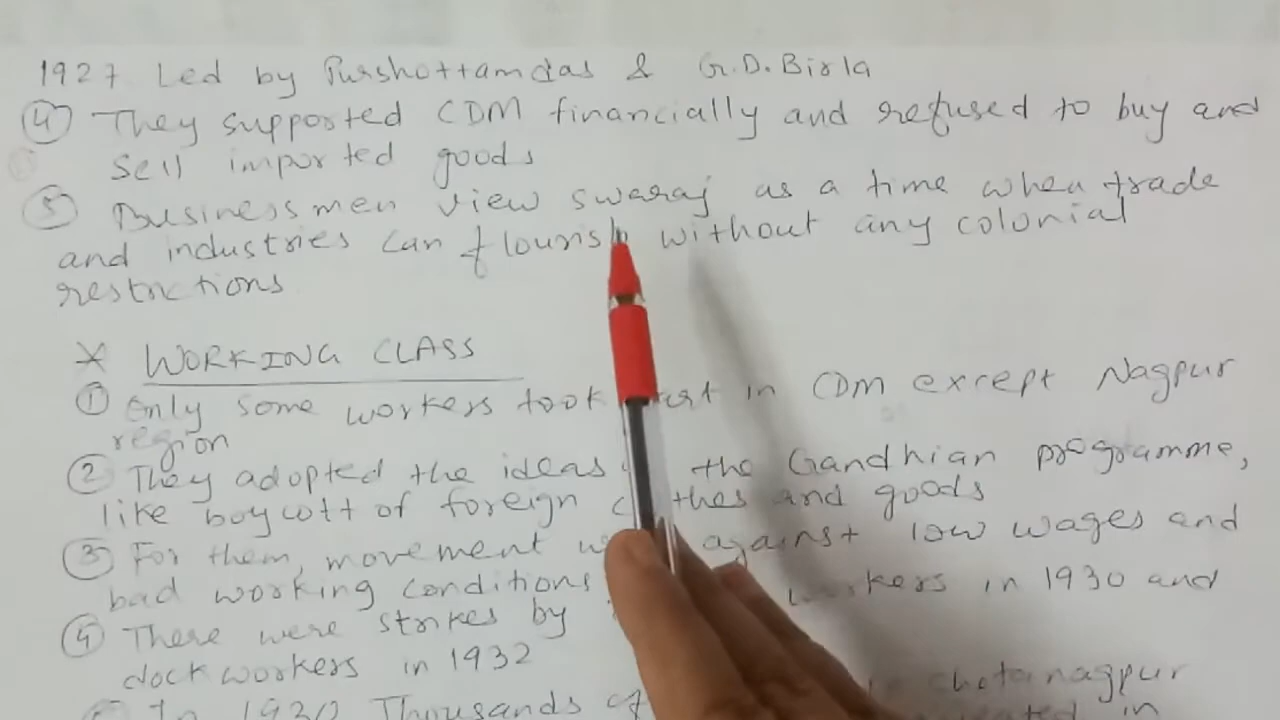 1927 Led by Purshottamdas & G.D. Birla
④ They supported CDM financially and refused to buy and
sell imported goods
⑤ Businessmen view swaraj as a time when trade
and industries can flourish without any colonial
restrictions
* WORKING CLASS
① Only some workers took part in CDM except Nagpur
region
② They adopted the ideas the Gandhian programme,
like boycott of foreign clothes and goods
③ For them, movement against low wages and
bad working conditions
④ There were strikes by workers in 1930 and
dockworkers in 1932
In 1930 Thousands of chotanagpur
in